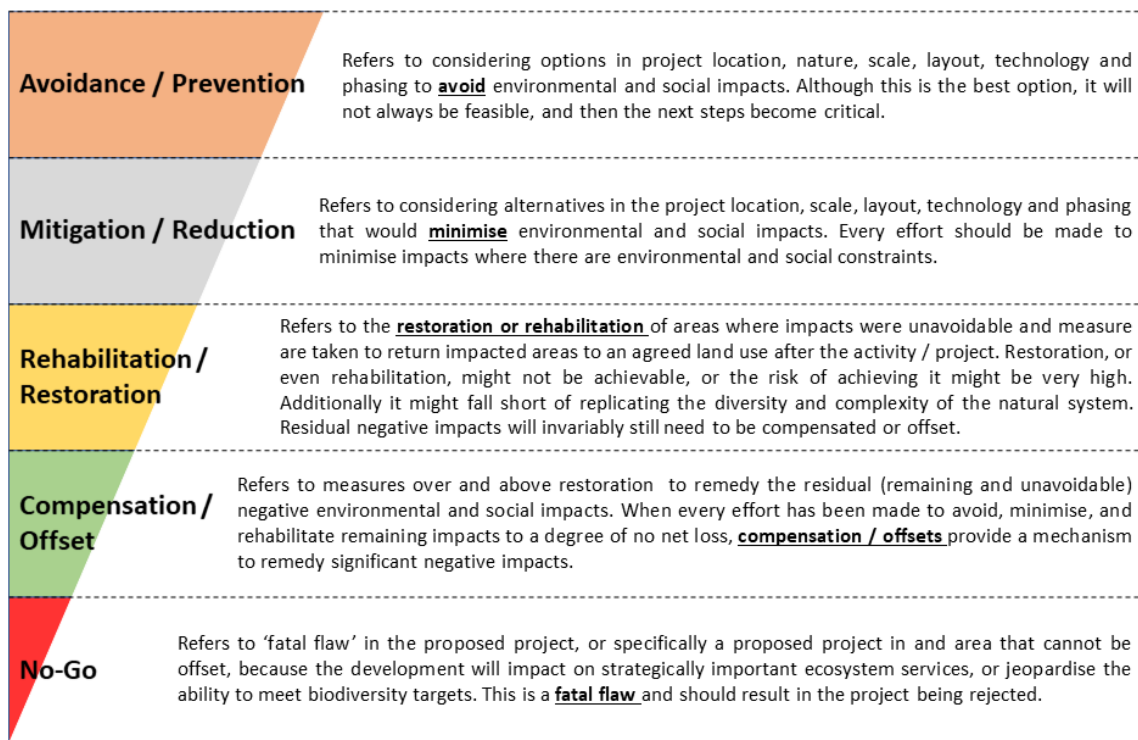 Avoidance / Prevention
Refers to considering options in project location, nature, scale, layout, technology and
phasing to avoid environmental and social impacts. Although this is the best option, it will
not always be feasible, and then the next steps become critical.
Mitigation / Reduction
Refers to considering alternatives in the project location, scale, layout, technology and phasing
that would minimise environmental and social impacts. Every effort should be made to
minimise impacts where there are environmental and social constraints.
Rehabilitation /
Restoration
Refers to the restoration or rehabilitation of areas where impacts were unavoidable and measure
are taken to return impacted areas to an agreed land use after the activity / project. Restoration, or
even rehabilitation, might not be achievable, or the risk of achieving it might be very high.
Additionally it might fall short of replicating the diversity and complexity of the natural system.
Residual negative impacts will invariably still need to be compensated or offset.
Compensation /
Offset
Refers to measures over and above restoration to remedy the residual (remaining and unavoidable)
negative environmental and social impacts. When every effort has been made to avoid, minimise, and
rehabilitate remaining impacts to a degree of no net loss, compensation / offsets provide a mechanism
to remedy significant negative impacts.
No-Go
Refers to ‘fatal flaw’ in the proposed project, or specifically a proposed project in and area that cannot be
offset, because the development will impact on strategically important ecosystem services, or jeopardise the
ability to meet biodiversity targets. This is a fatal flaw and should result in the project being rejected.